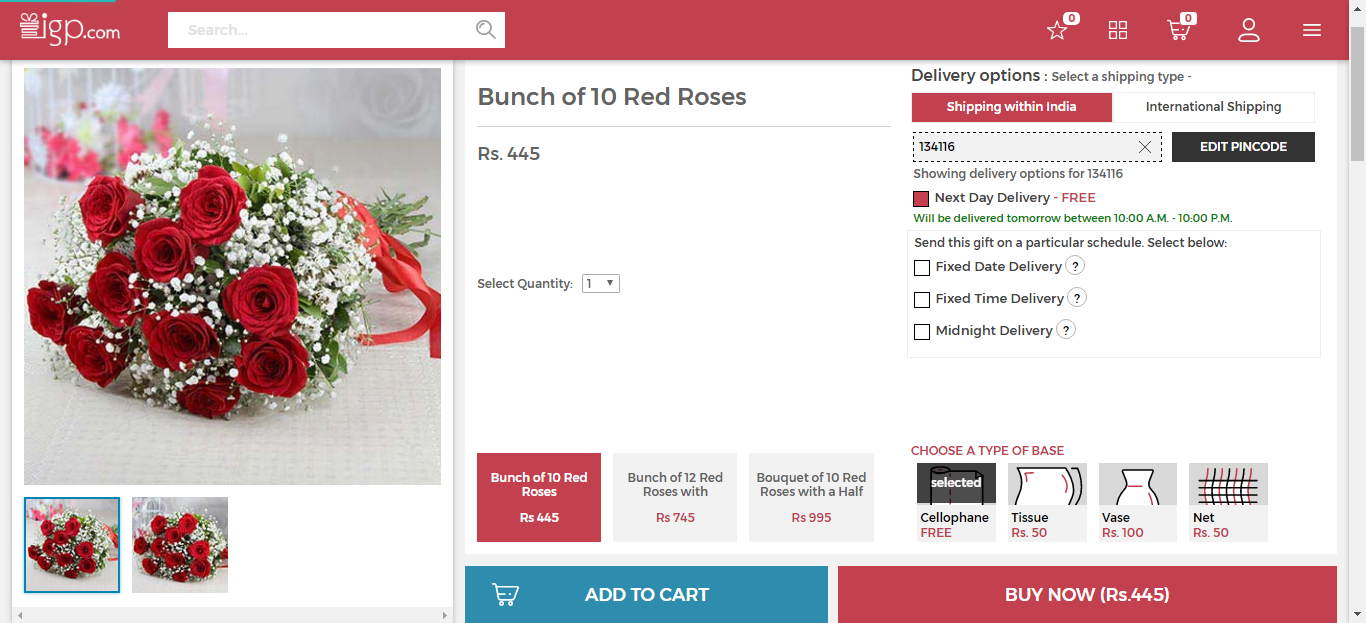 igp.com
Search...
0
0
Bunch of 10 Red Roses
Rs. 445
Select Quantity: 1
Bunch of 10 Red
Roses
Rs 445
Bunch of 12 Red
Roses with
Rs 745
Bouquet of 10 Red
Roses with a Half
Rs 995
Delivery options : Select a shipping type -
Shipping within India
International Shipping
134116
EDIT PINCODE
Showing delivery options for 134116
Next Day Delivery - FREE
Will be delivered tomorrow between 10:00 A.M. - 10:00 P.M.
Send this gift on a particular schedule. Select below:
Fixed Date Delivery ?
Fixed Time Delivery ?
Midnight Delivery ?
CHOOSE A TYPE OF BASE
selected
Cellophane
FREE
Tissue
Rs. 50
Vase
Rs. 100
Net
Rs. 50
ADD TO CART
BUY NOW (Rs.445)